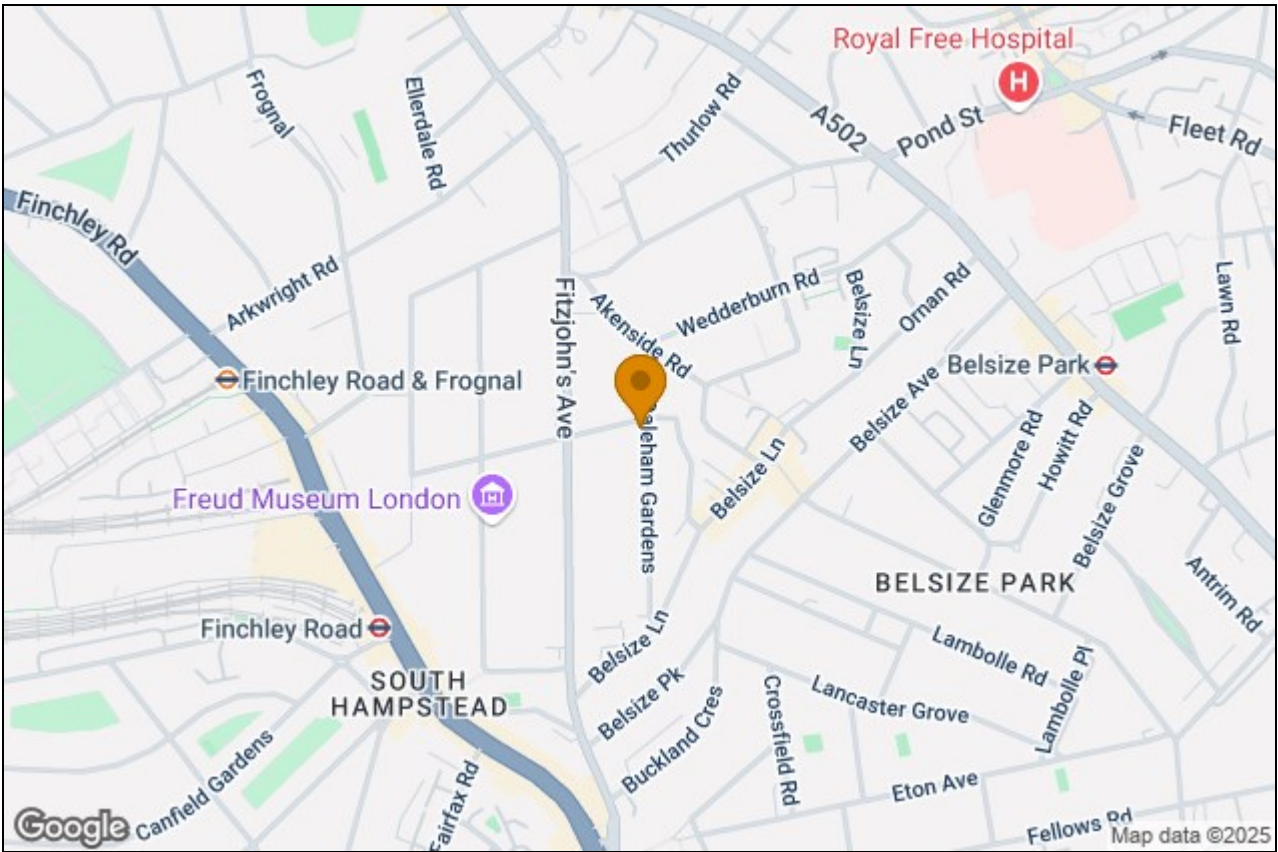 Royal Free Hospital
H
Frognal
Ellerdale Rd
Thurlow Rd
A502
Pond St
Fleet Rd
Finchley Rd
Arkwright Rd
Fitzjohn's Ave
Akenside Rd
Wedderburn Rd
Belsize Ln
Ornan Rd
Lawn Rd
Finchley Road & Frognal
Belsize Park
Belsize Ave
Glenmore Rd
Howitt Rd
Belsize Grove
Freud Museum London
Gardens
Belsize Ln
BELSIZE PARK
Antrim Rd
Finchley Road
Belsize Ln
Lambolle Rd
Lambolle Pl
SOUTH
HAMPSTEAD
Belsize Pk
Buckland Cres
Crossfield Rd
Lancaster Grove
Canfield Gardens
Fairfax Rd
Eton Ave
Fellows Rd
Google
Map data ©2025